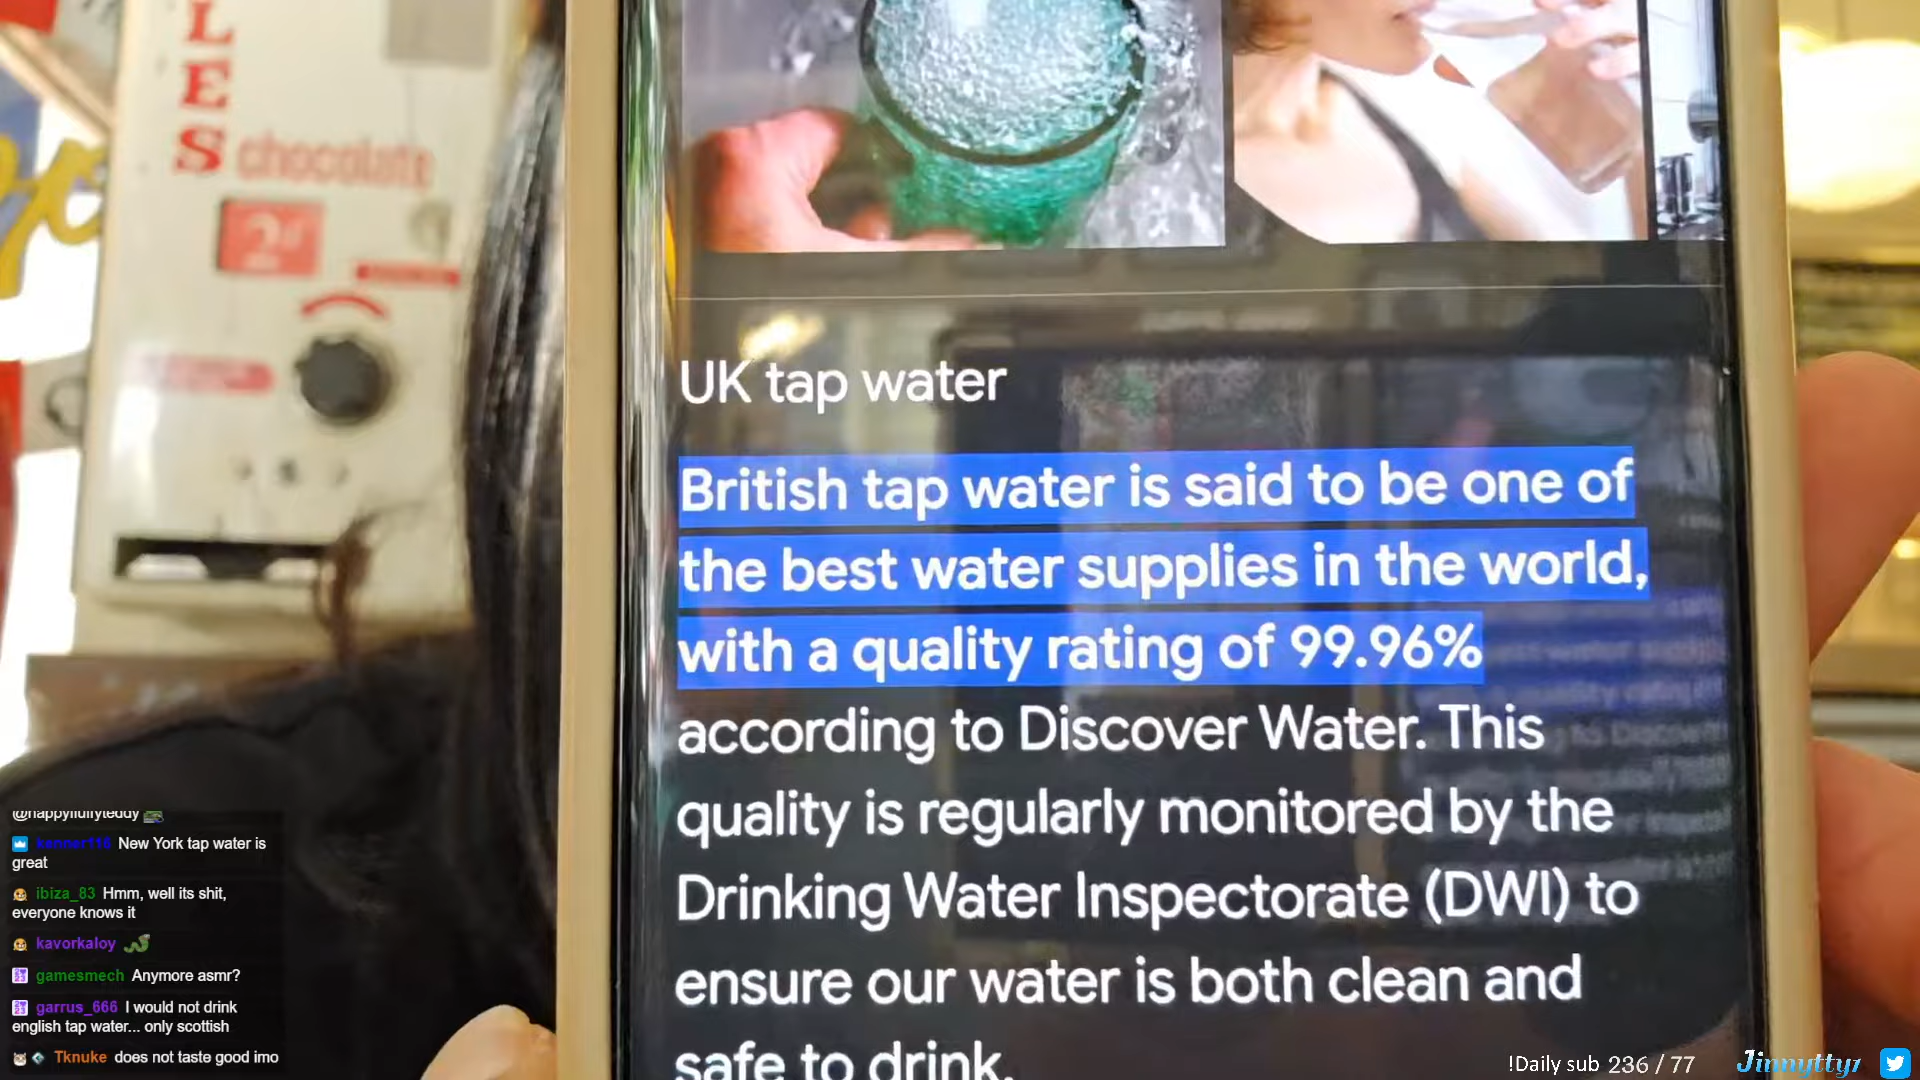 LES
chocolate
2d
UK tap water
British tap water is said to be one of
the best water supplies in the world,
with a quality rating of 99.96%
according to Discover Water. This
quality is regularly monitored by the
Drinking Water Inspectorate (DWI) to
ensure our water is both clean and
safe to drink.
@happyfluffyteddy
kenner116 New York tap water is
great
ibiza_83 Hmm, well its shit,
everyone knows it
kavorkaloy
gamesmech Anymore asmr?
garrus_666 I would not drink
english tap water... only scottish
Tknuke does not taste good imo
!Daily sub 236 / 77
Jinnytty